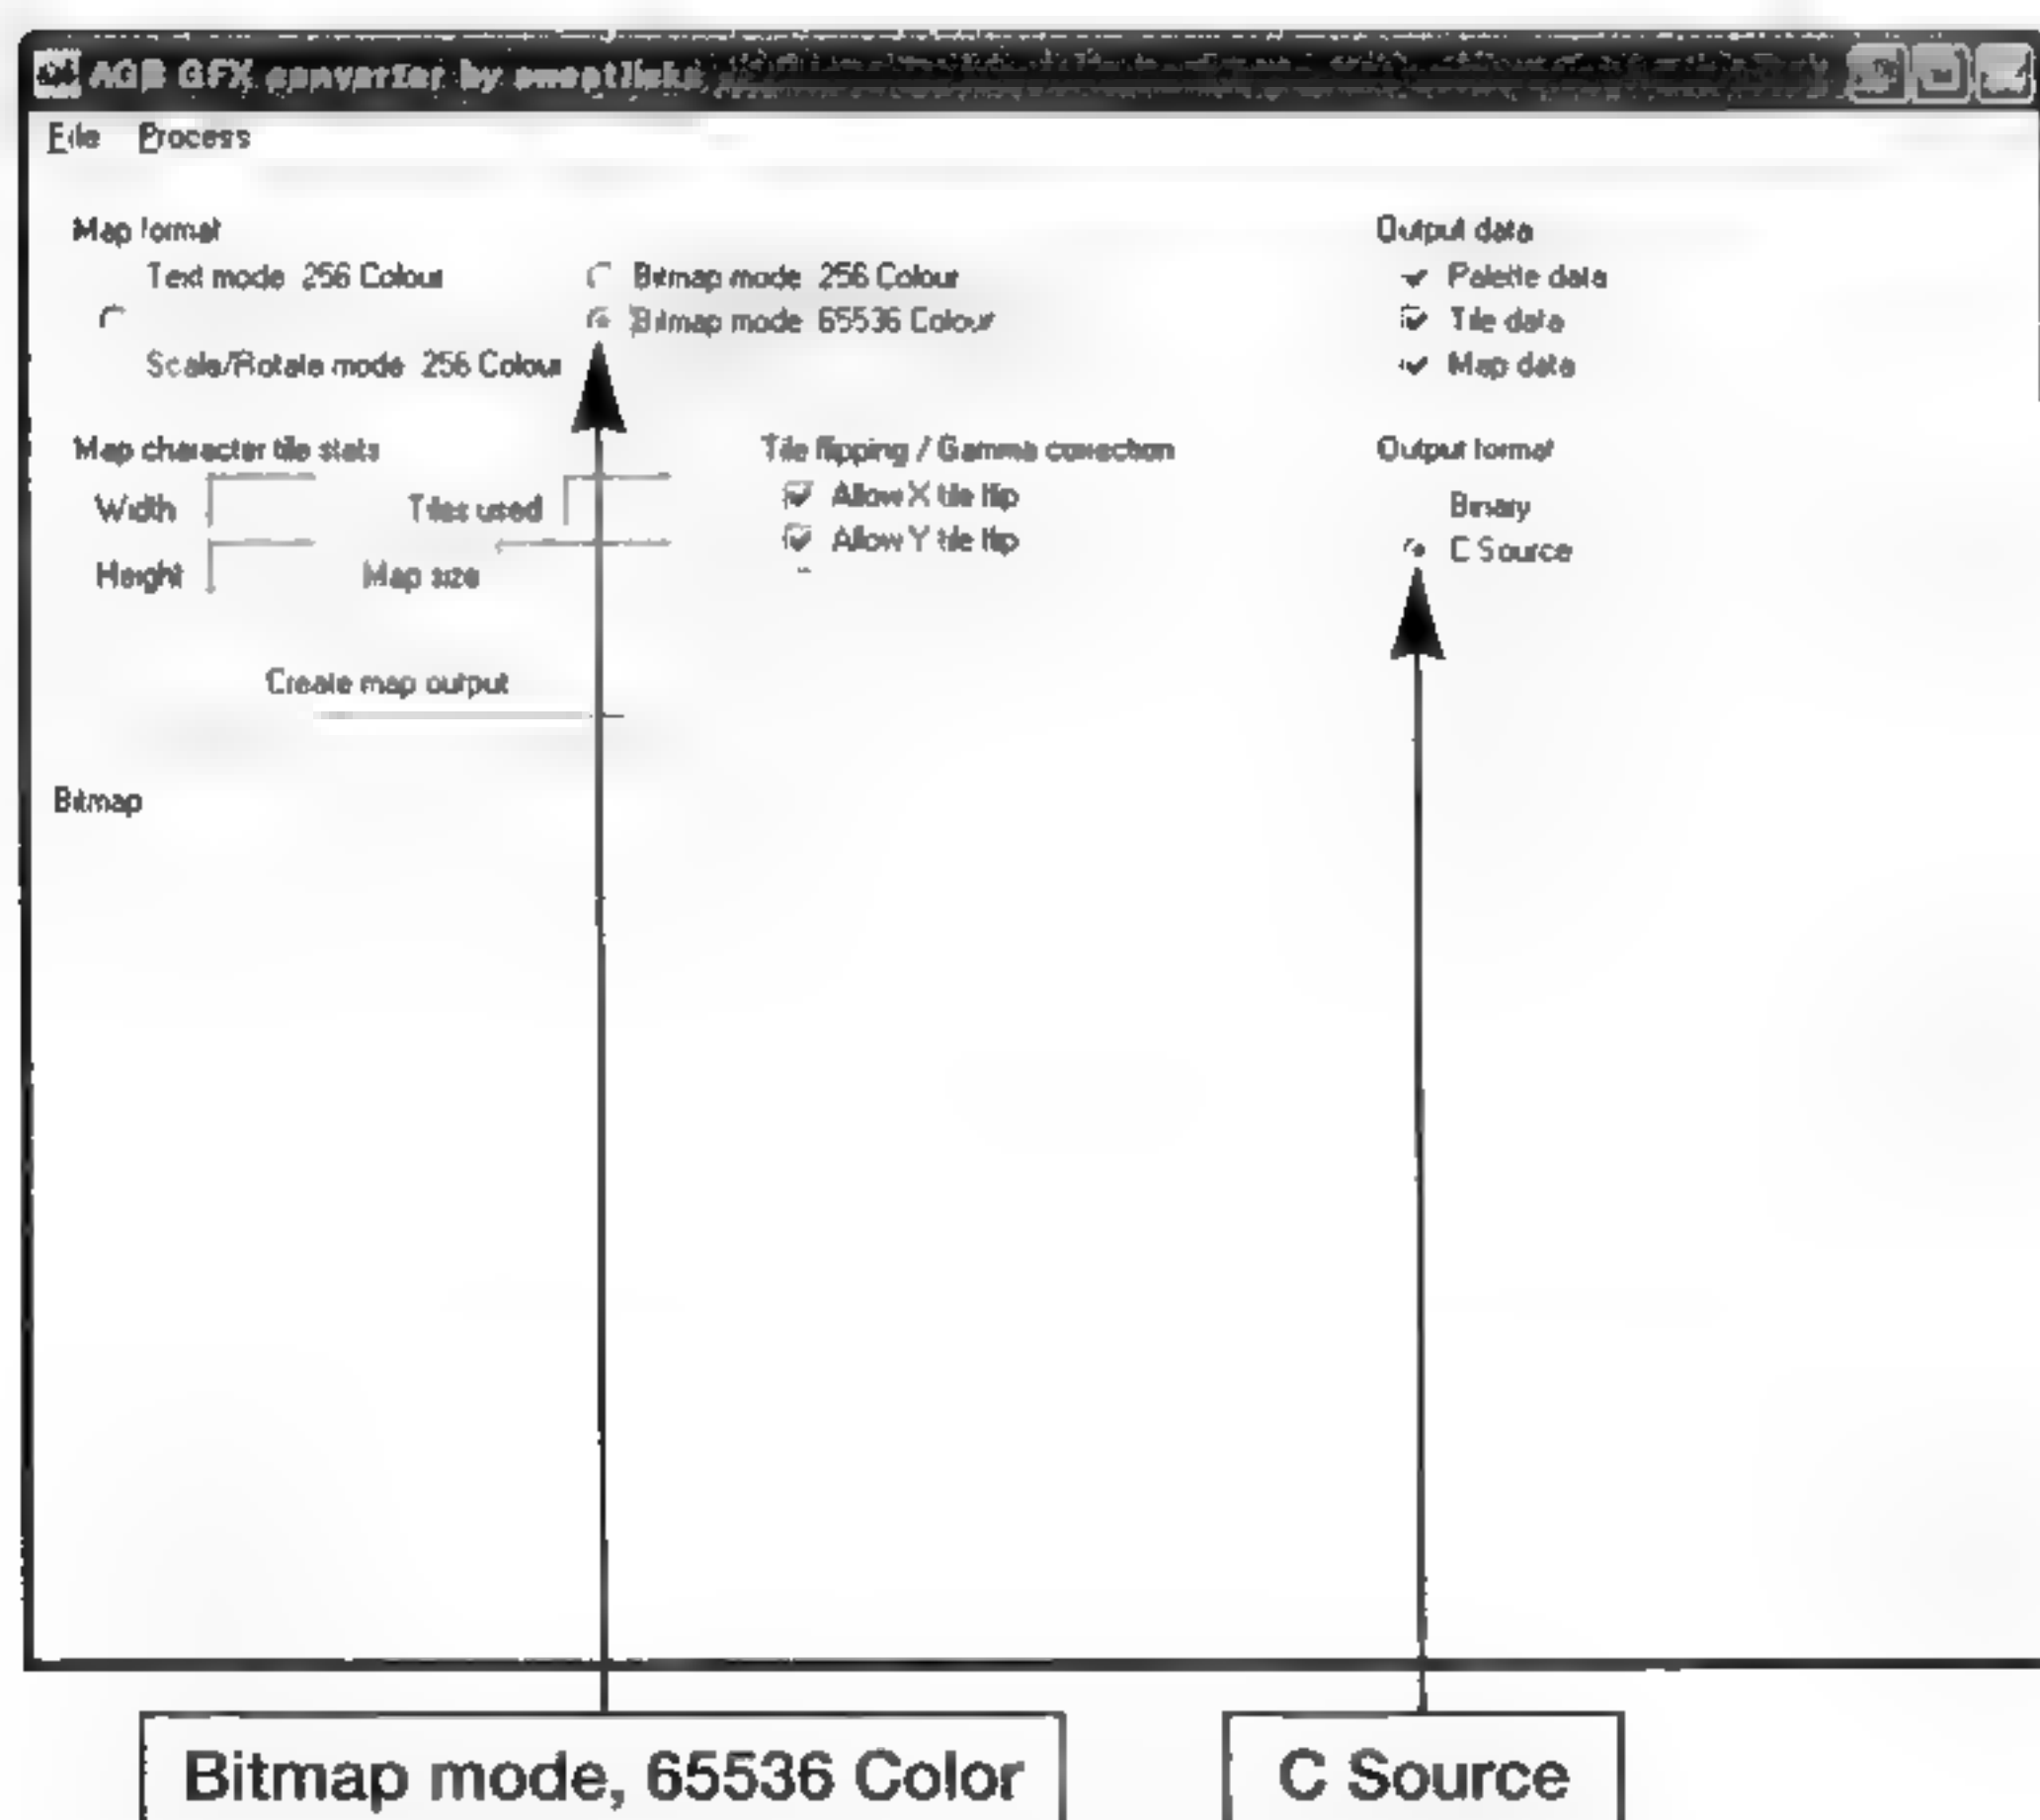 AGB GFX converter by
File Process
Map format
Text mode 256 Colour
Scale/Rotate mode 256 Colour
Bitmap mode 256 Colour
Bitmap mode 65536 Colour
Output data
Palette data
Tile data
Map data
Map character tile stats
Width
Tiles used
Height
Map size
Tile flipping / Gamma correction
Allow X tile flip
Allow Y tile flip
Output format
Binary
C Source
Create map output
Bitmap
Bitmap mode, 65536 Color
C Source